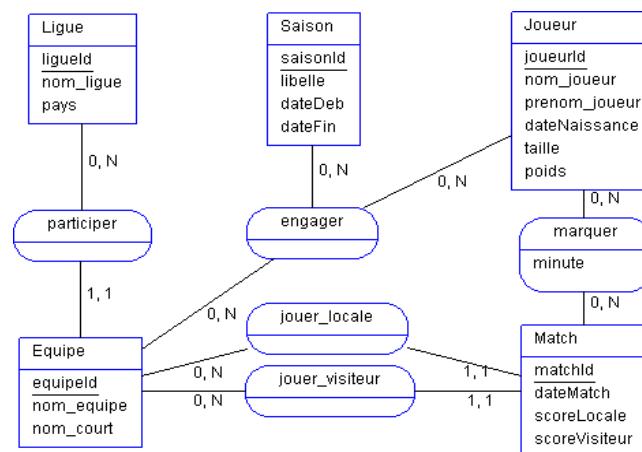 Ligue
ligueId
nom_ligue
pays
Saison
saisonId
libelle
dateDeb
dateFin
Joueur
joueurId
nom_joueur
prenom_joueur
dateNaissance
taille
poids
0, N
0, N
0, N
0, N
participer
engager
marquer
minute
1, 1
0, N
0, N
jouer_locale
Equipe
equipeId
nom_equipe
nom_court
0, N
0, N
jouer_visiteur
1, 1
1, 1
Match
matchId
dateMatch
scoreLocale
scoreVisiteur